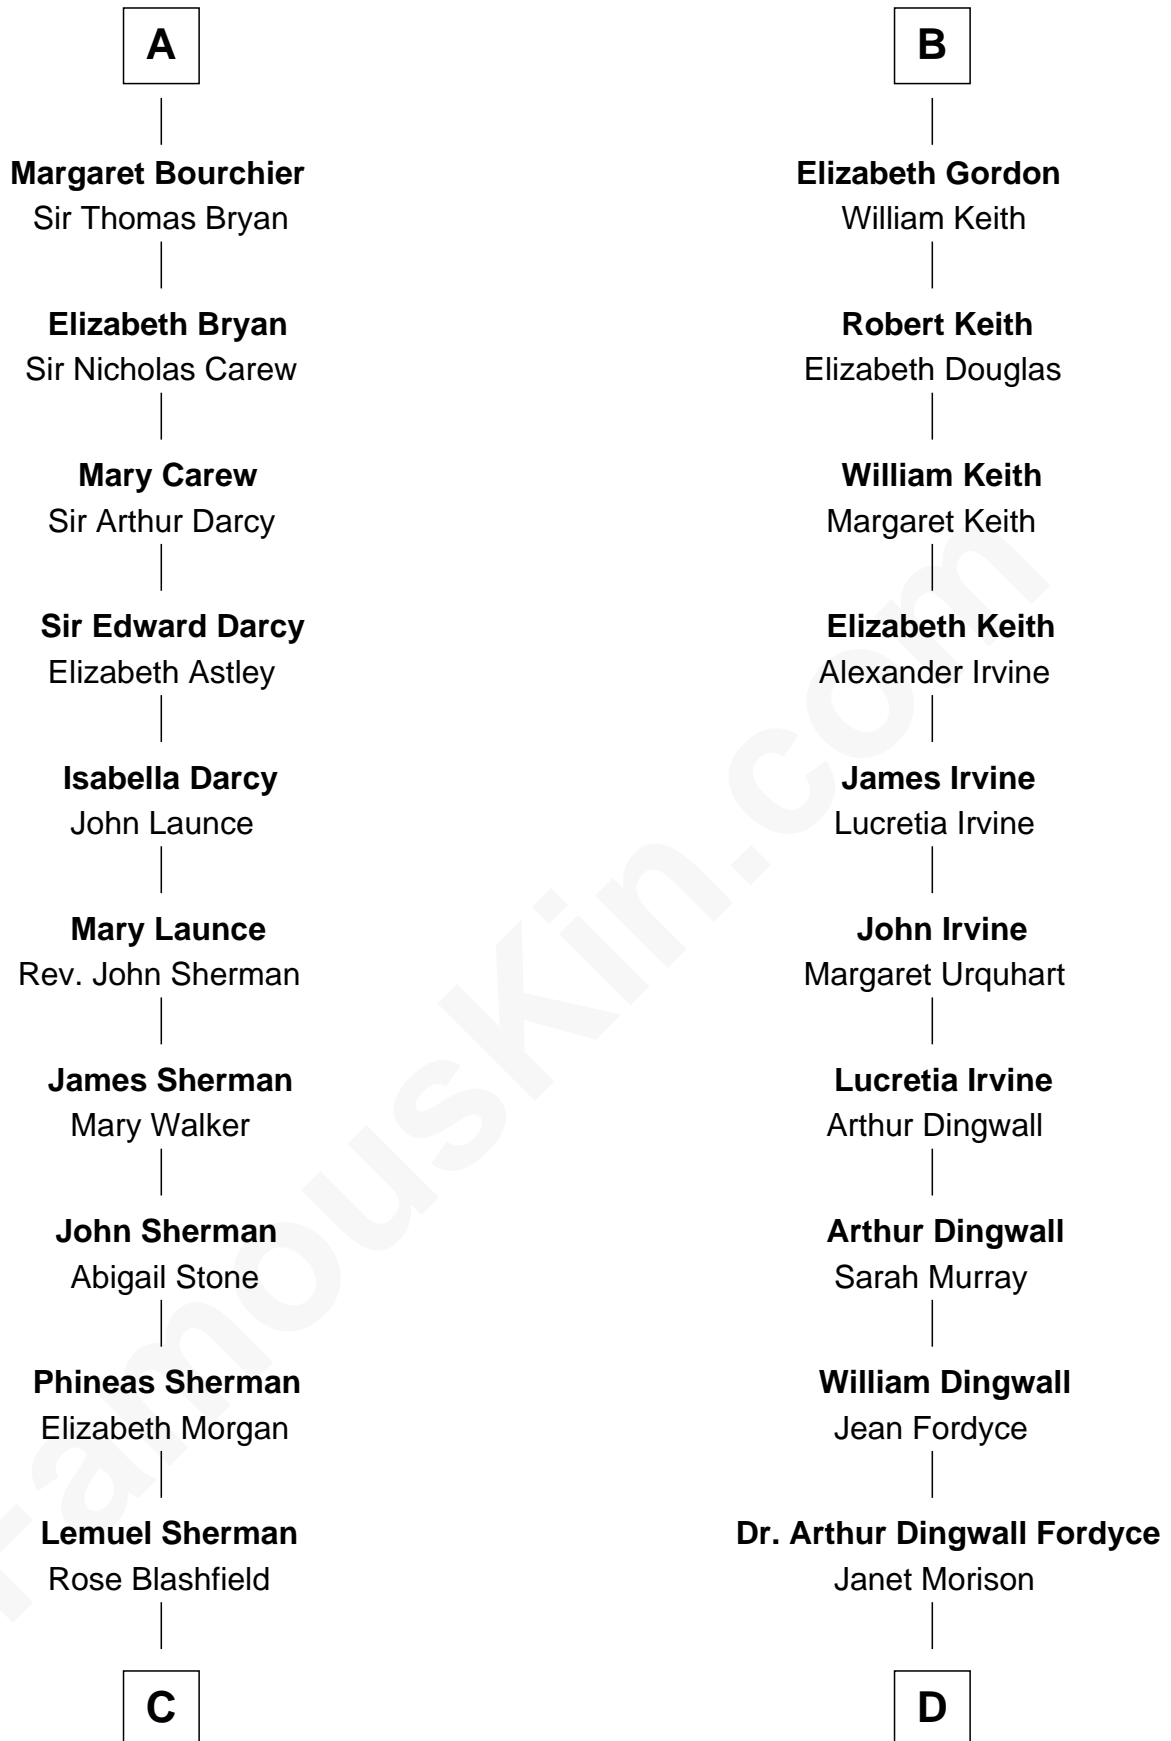 A
Margaret Bourchier
Sir Thomas Bryan
Elizabeth Bryan
Sir Nicholas Carew
Mary Carew
Sir Arthur Darcy
Sir Edward Darcy
Elizabeth Astley
Isabella Darcy
John Launce
Mary Launce
Rev. John Sherman
James Sherman
Mary Walker
John Sherman
Abigail Stone
Phineas Sherman
Elizabeth Morgan
Lemuel Sherman
Rose Blashfield
C
B
Elizabeth Gordon
William Keith
Robert Keith
Elizabeth Douglas
William Keith
Margaret Keith
Elizabeth Keith
Alexander Irvine
James Irvine
Lucretia Irvine
John Irvine
Margaret Urquhart
Lucretia Irvine
Arthur Dingwall
Arthur Dingwall
Sarah Murray
William Dingwall
Jean Fordyce
Dr. Arthur Dingwall Fordyce
Janet Morison
D
FamousKin.com